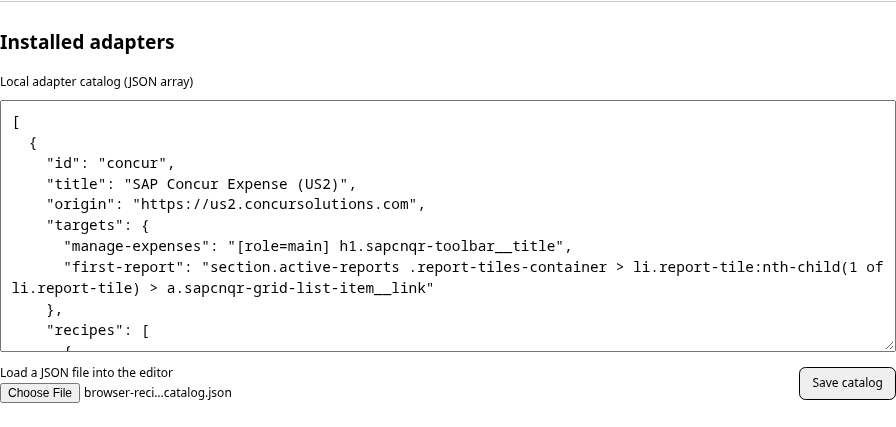 Installed adapters
Local adapter catalog (JSON array)
[
  {
    "id": "concur",
    "title": "SAP Concur Expense (US2)",
    "origin": "https://us2.concursolutions.com",
    "targets": {
      "manage-expenses": "[role=main] h1.sapcnqr-toolbar__title",
      "first-report": "section.active-reports .report-tiles-container > li.report-tile:nth-child(1 of
li.report-tile) > a.sapcnqr-grid-list-item__link"
    },
    "recipes": [
      {
Load a JSON file into the editor
Choose File browser-reci...catalog.json
Save catalog